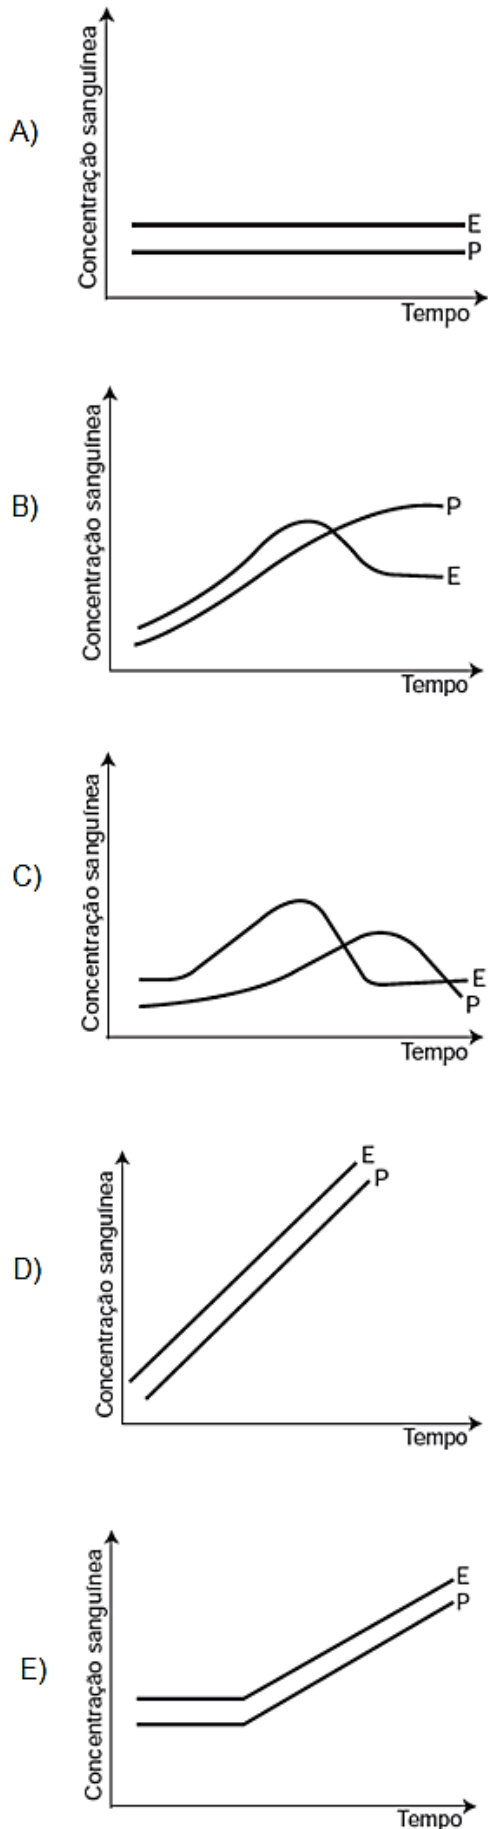 A)
Concentração sanguínea
E
P
Tempo
B)
Concentração sanguínea
P
E
Tempo
C)
Concentração sanguínea
E
P
Tempo
D)
Concentração sanguínea
E
P
Tempo
E)
Concentração sanguínea
E
P
Tempo